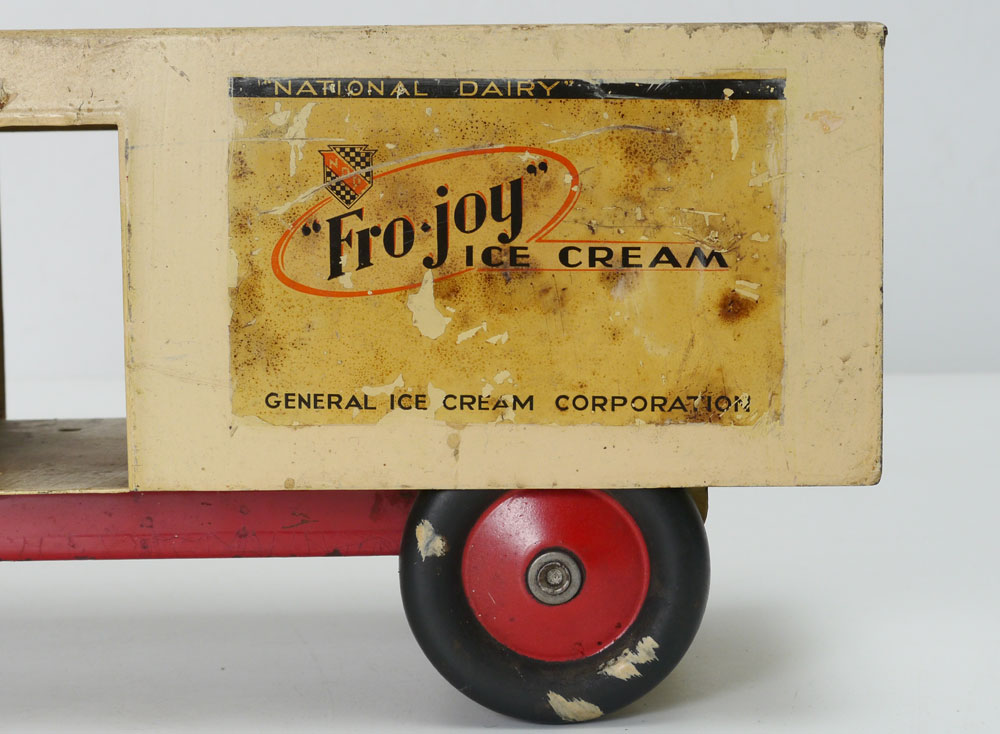 "NATIONAL DAIRY"
"Fro-joy"
ICE CREAM
GENERAL ICE CREAM CORPORATION